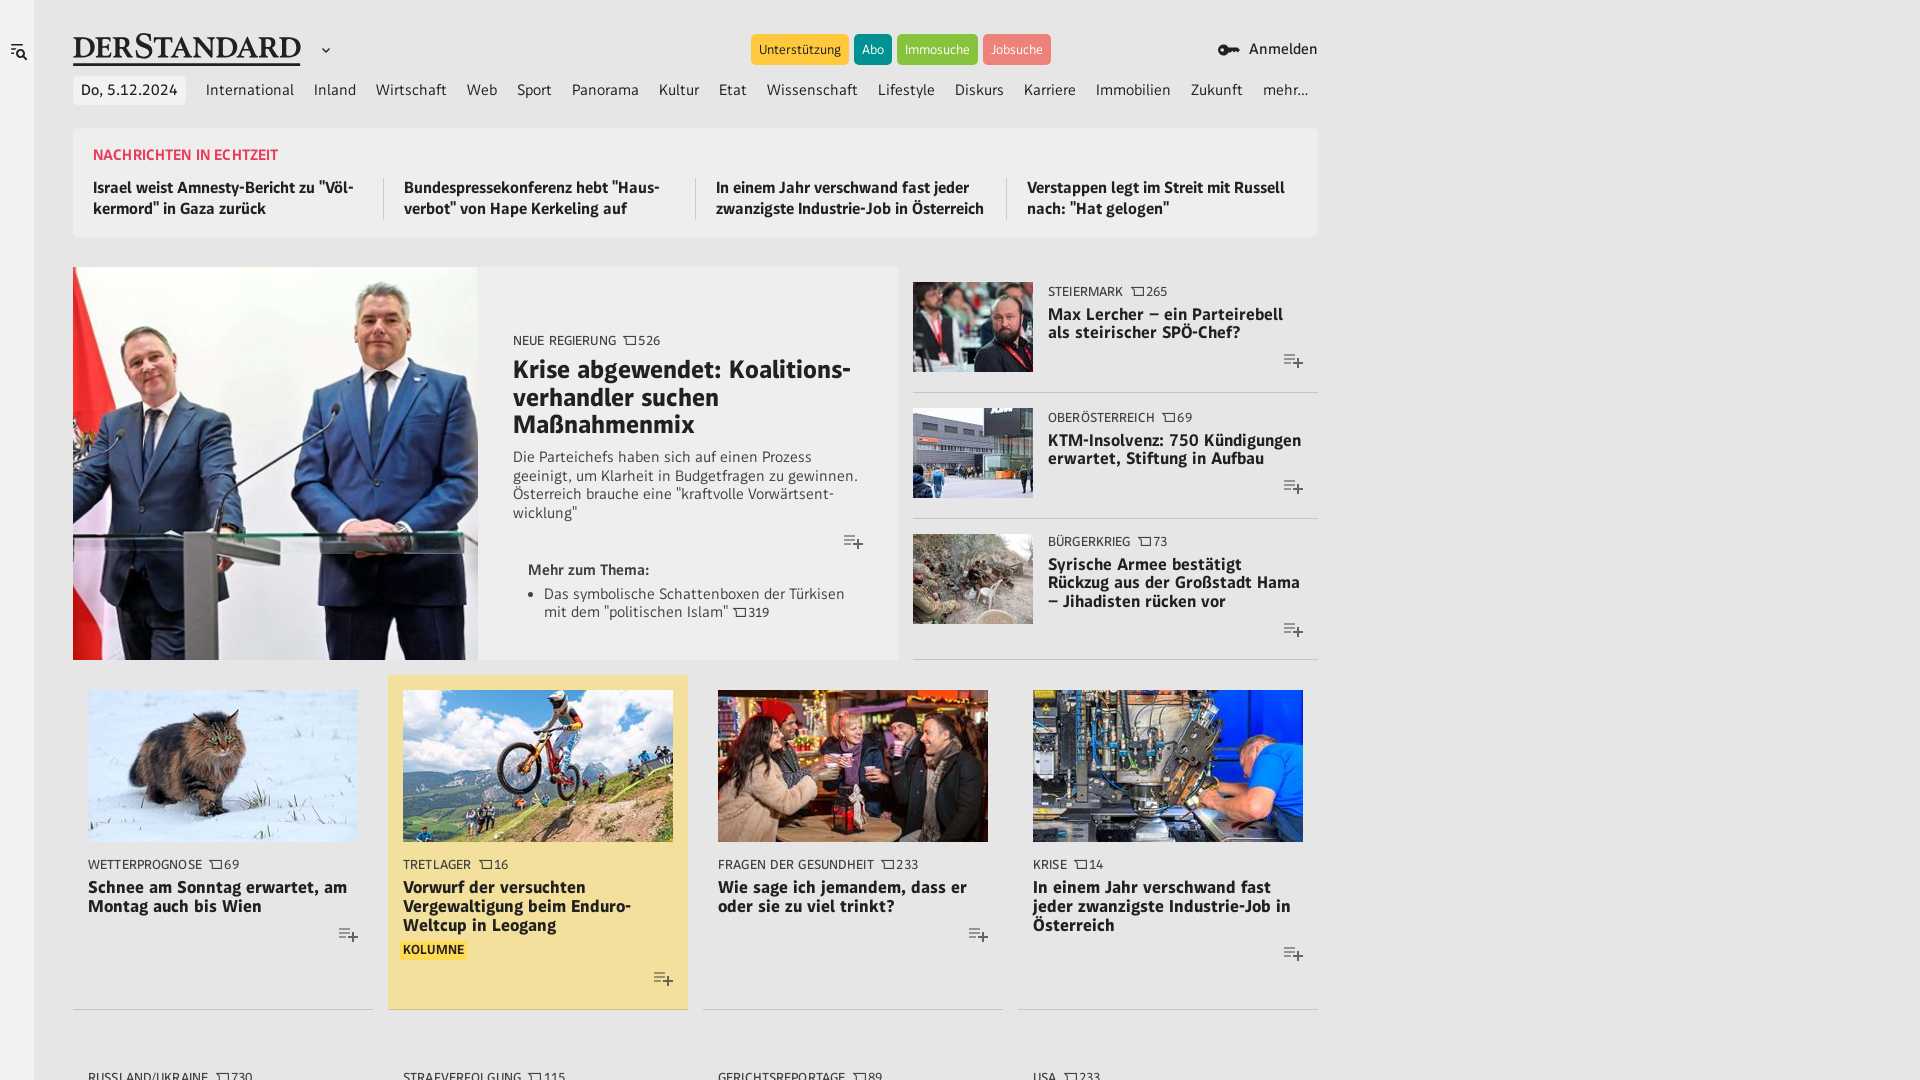 DERSTANDARD
Unterstützung
Abo
Immosuche
Jobsuche
Anmelden
Do, 5.12.2024
International
Inland
Wirtschaft
Web
Sport
Panorama
Kultur
Etat
Wissenschaft
Lifestyle
Diskurs
Karriere
Immobilien
Zukunft
mehr...
NACHRICHTEN IN ECHTZEIT
Israel weist Amnesty-Bericht zu "Völ-
kermord" in Gaza zurück
Bundespressekonferenz hebt "Haus-
verbot" von Hape Kerkeling auf
In einem Jahr verschwand fast jeder
zwanzigste Industrie-Job in Österreich
Verstappen legt im Streit mit Russell
nach: "Hat gelogen"
NEUE REGIERUNG 526
Krise abgewendet: Koalitions-
verhandler suchen
Maßnahmenmix
Die Parteichefs haben sich auf einen Prozess
geeinigt, um Klarheit in Budgetfragen zu gewinnen.
Österreich brauche eine "kraftvolle Vorwärtsent-
wicklung"
Mehr zum Thema:
Das symbolische Schattenboxen der Türkisen
mit dem "politischen Islam" 319
STEIERMARK 265
Max Lercher – ein Parteirebell
als steirischer SPÖ-Chef?
OBERÖSTERREICH 69
KTM-Insolvenz: 750 Kündigungen
erwartet, Stiftung in Aufbau
BÜRGERKRIEG 73
Syrische Armee bestätigt
Rückzug aus der Großstadt Hama
– Jihadisten rücken vor
WETTERPROGNOSE 69
Schnee am Sonntag erwartet, am
Montag auch bis Wien
TRETLAGER 16
Vorwurf der versuchten
Vergewaltigung beim Enduro-
Weltcup in Leogang
KOLUMNE
FRAGEN DER GESUNDHEIT 233
Wie sage ich jemandem, dass er
oder sie zu viel trinkt?
KRISE 14
In einem Jahr verschwand fast
jeder zwanzigste Industrie-Job in
Österreich
RUSSLAND/UKRAINE 730
STRAFVERFOLGUNG 115
GERICHTSREPORTAGE 89
USA 233